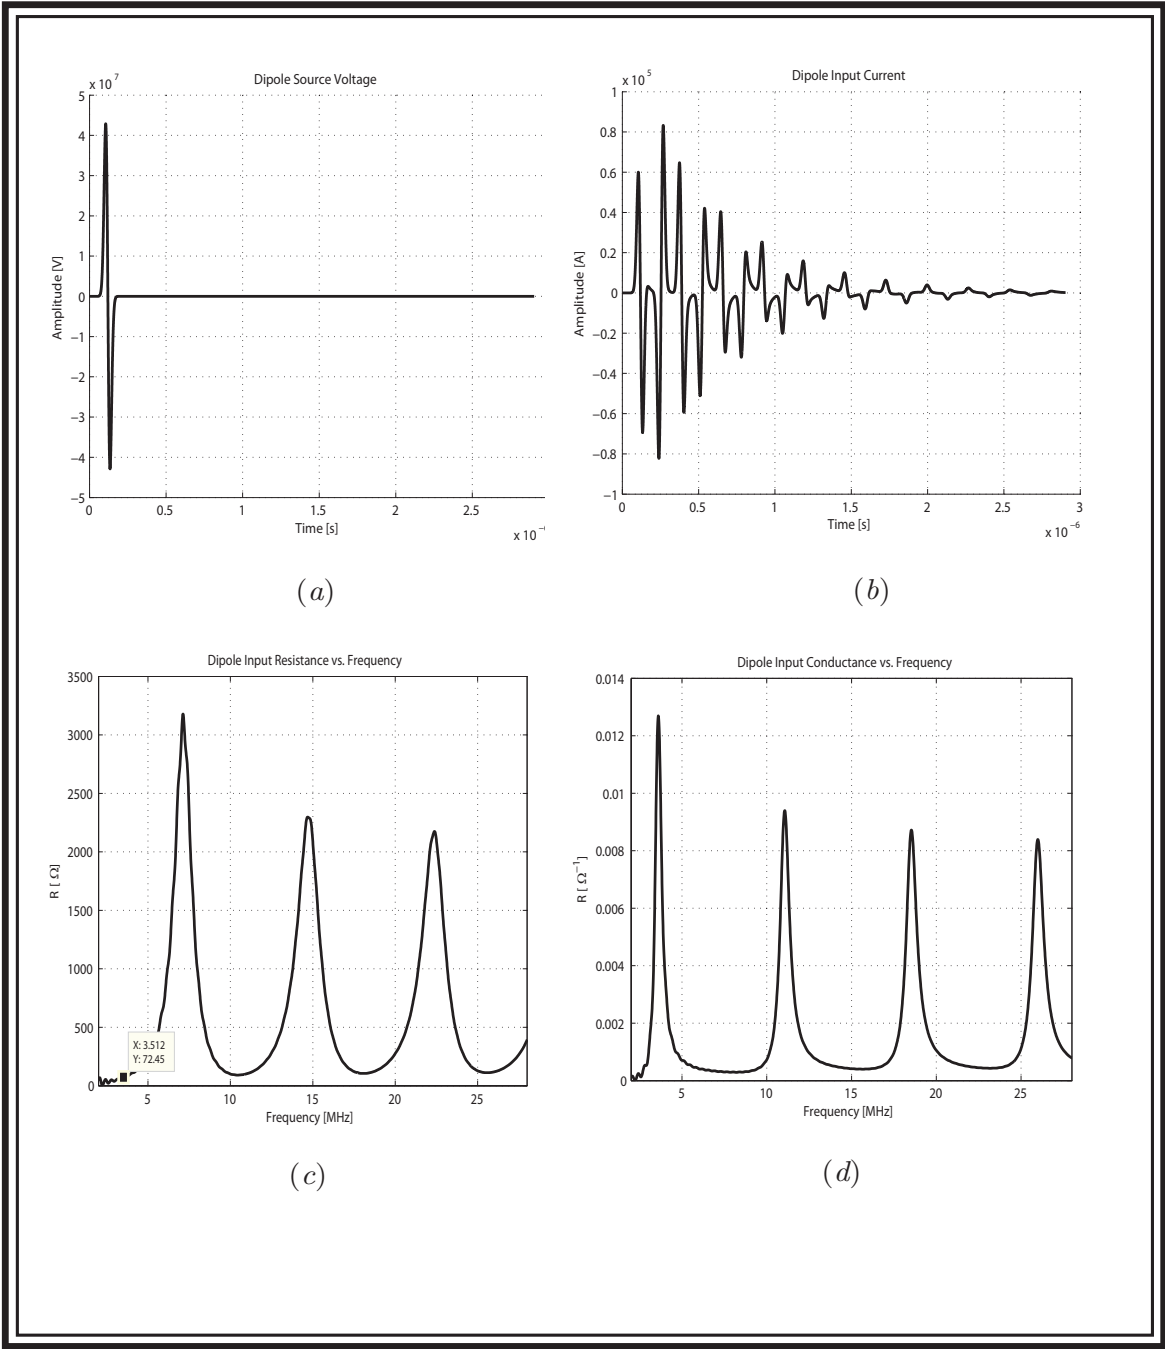 Dipole Source Voltage
x 10 7
5
4
3
2
1
0
−1
−2
−3
−4
−5
Amplitude [V]
0 0.5 1 1.5 2 2.5
Time [s]
x 10 −
(a)
Dipole Input Current
x 10 5
1
0.8
0.6
0.4
0.2
0
−0.2
−0.4
−0.6
−0.8
−1
Amplitude [A]
0 0.5 1 1.5 2 2.5 3
Time [s]
x 10 −6
(b)
Dipole Input Resistance vs. Frequency
3500
3000
2500
2000
1500
1000
500
0
R [ Ω]
X: 3.512
Y: 72.45
5 10 15 20 25
Frequency [MHz]
(c)
Dipole Input Conductance vs. Frequency
0.014
0.012
0.01
0.008
0.006
0.004
0.002
0
R [ Ω−1]
5 10 15 20 25
Frequency [MHz]
(d)